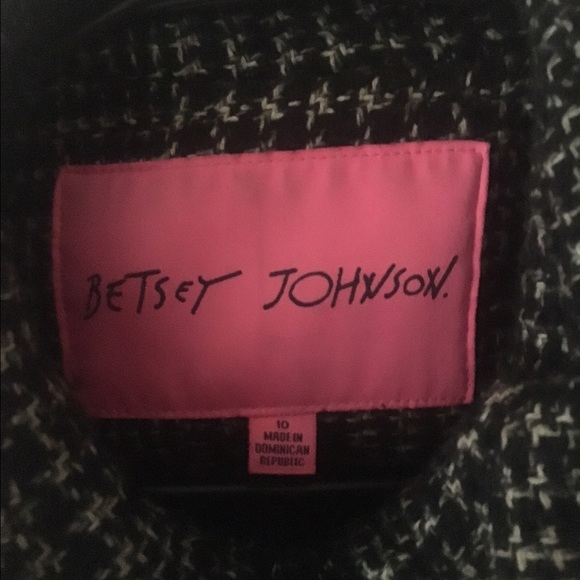 BETSEY JOHNSON.
10
MADE IN
DOMINICAN
REPUBLIC